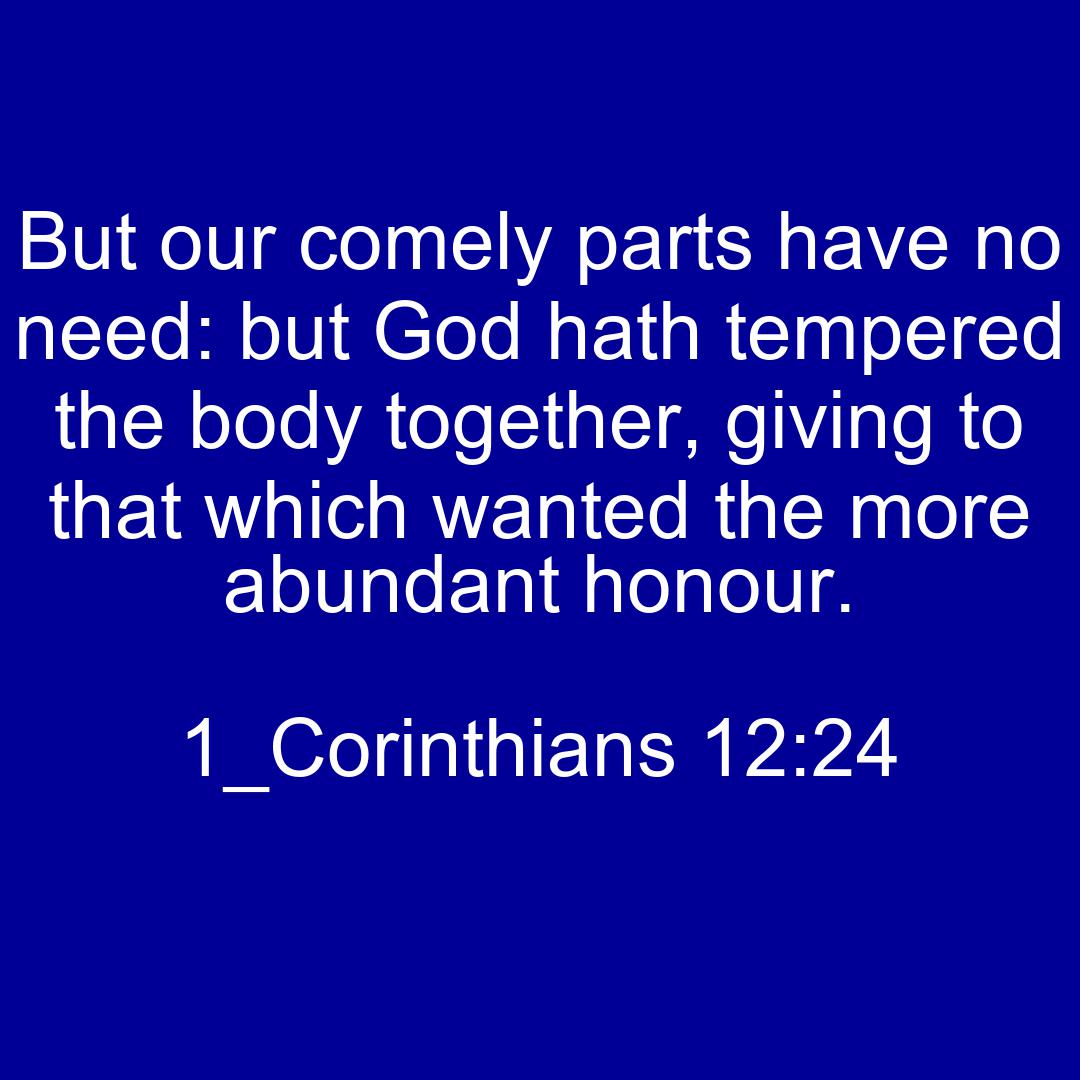 But our comely parts have no
need: but God hath tempered
the body together, giving to
that which wanted the more
abundant honour.
1_Corinthians 12:24